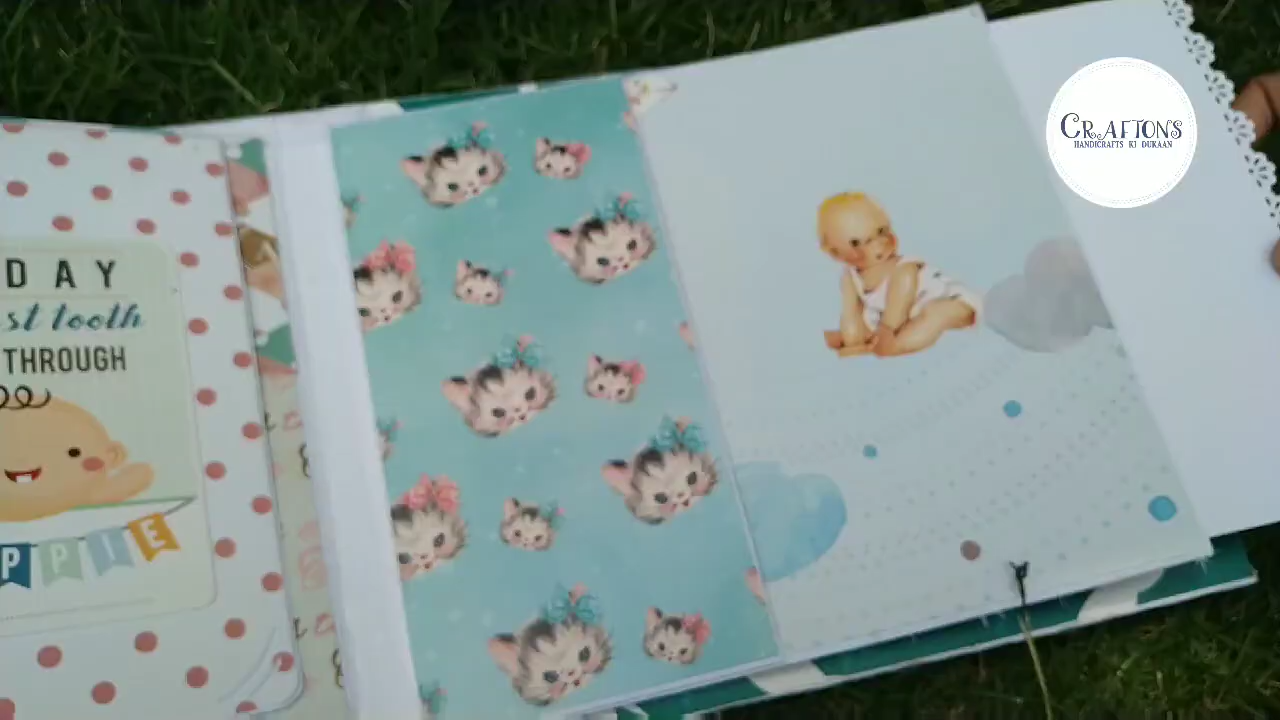 DAY
st tooth
THROUGH
PPIE
CRAFTONS
HANDICRAFTS KI DUKAAN